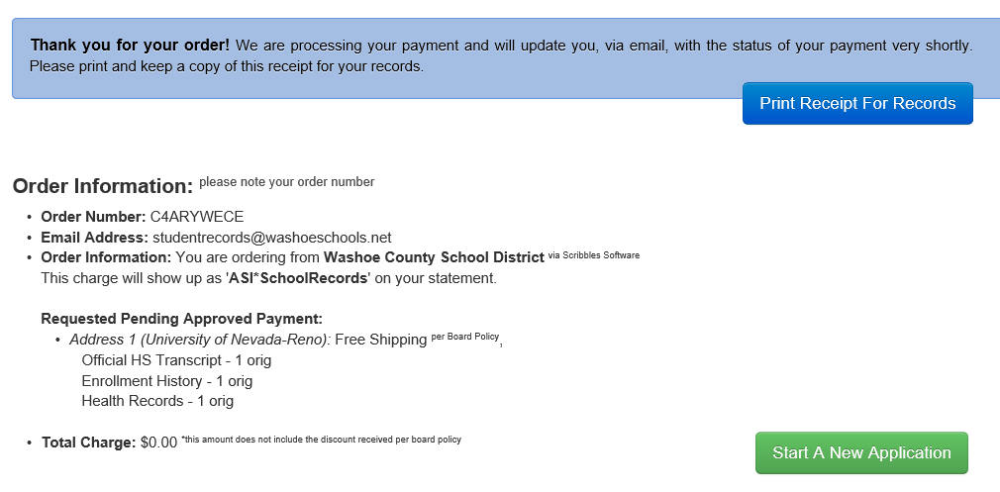 Thank you for your order! We are processing your payment and will update you, via email, with the status of your payment very shortly.
Please print and keep a copy of this receipt for your records.
Print Receipt For Records
Order Information: please note your order number
• Order Number: C4ARYWECE
• Email Address: studentrecords@washoeschools.net
• Order Information: You are ordering from Washoe County School District via Scribbles Software
This charge will show up as 'ASI*SchoolRecords' on your statement.
Requested Pending Approved Payment:
• Address 1 (University of Nevada-Reno): Free Shipping per Board Policy,
Official HS Transcript - 1 orig
Enrollment History - 1 orig
Health Records - 1 orig
• Total Charge: $0.00 *this amount does not include the discount received per board policy
Start A New Application